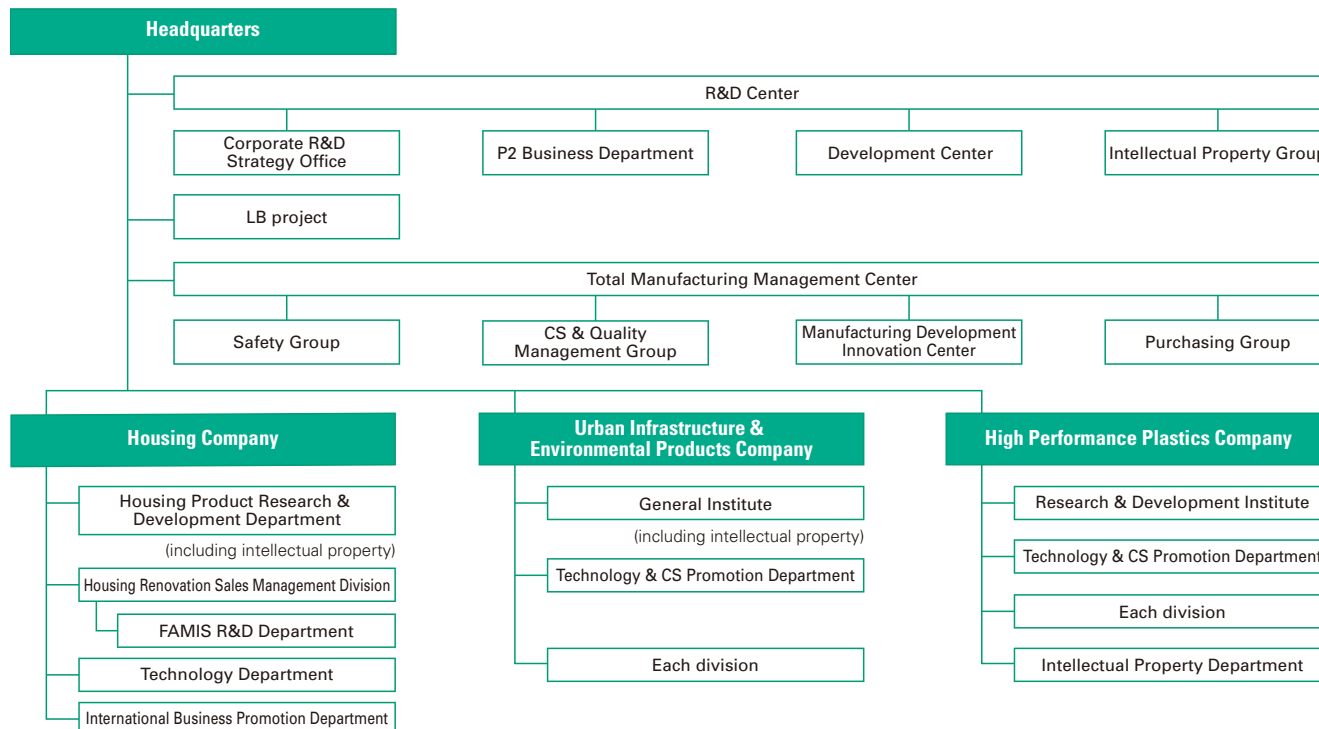 Headquarters
R&D Center
Corporate R&D
Strategy Office
P2 Business Department
Development Center
Intellectual Property Group
LB project
Total Manufacturing Management Center
Safety Group
CS & Quality
Management Group
Manufacturing Development
Innovation Center
Purchasing Group
Housing Company
Housing Product Research &
Development Department
(including intellectual property)
Housing Renovation Sales Management Division
FAMIS R&D Department
Technology Department
International Business Promotion Department
Urban Infrastructure &
Environmental Products Company
General Institute
(including intellectual property)
Technology & CS Promotion Department
Each division
High Performance Plastics Company
Research & Development Institute
Technology & CS Promotion Department
Each division
Intellectual Property Department